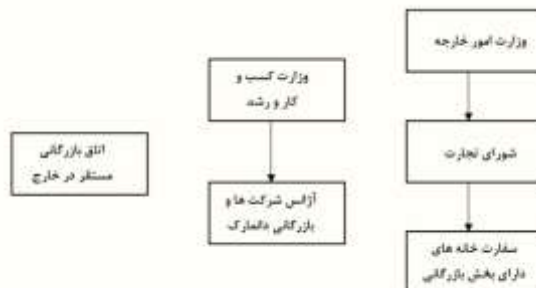 وزارت امور خارجه
شورای تجارت
سفارت خانه های
دارای بخش بازرگانی
وزارت کسب و
کار و رشد
آژانس شرکت ها و
بازرگانی دانمارک
اتاق بازرگانی
مستقر در خارج